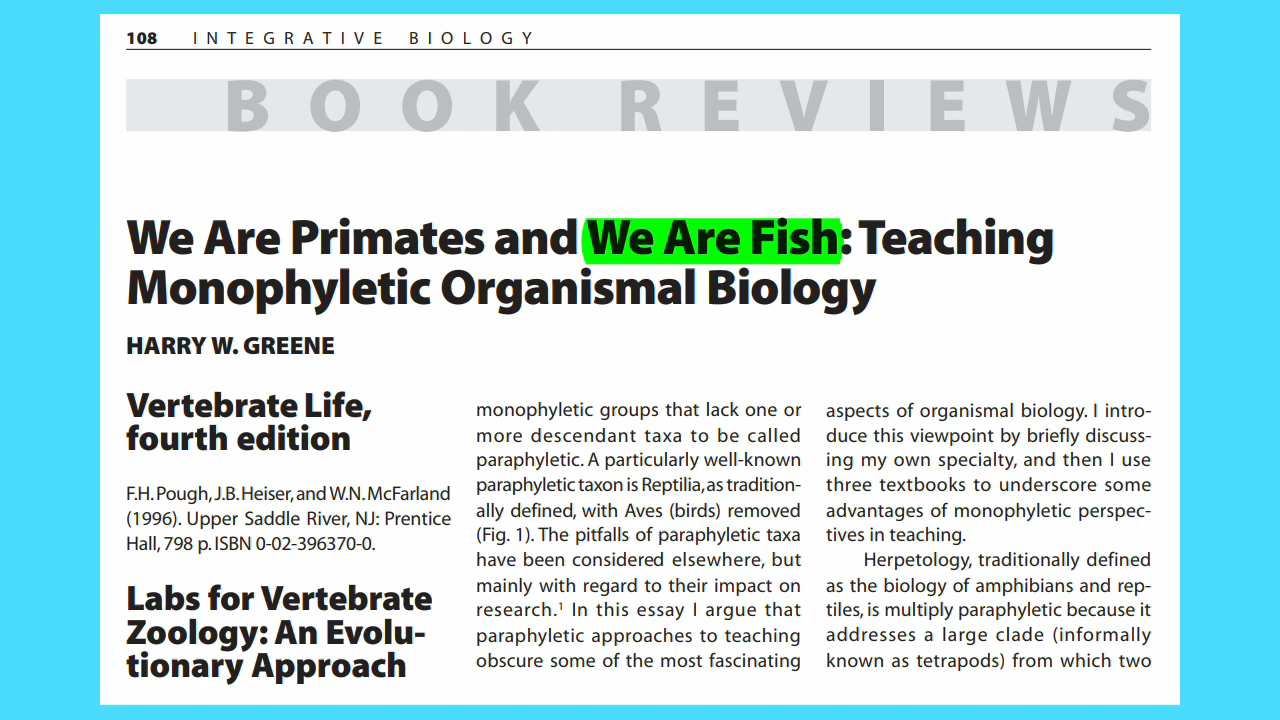 108 INTEGRATIVE BIOLOGY
BOOK REVIEWS
We Are Primates and We Are Fish: Teaching
Monophyletic Organismal Biology
HARRY W. GREENE
Vertebrate Life,
fourth edition
F.H. Pough, J.B. Heiser, and W.N. McFarland
(1996). Upper Saddle River, NJ: Prentice
Hall, 798 p. ISBN 0-02-396370-0.
Labs for Vertebrate
Zoology: An Evolu-
tionary Approach
monophyletic groups that lack one or
more descendant taxa to be called
paraphyletic. A particularly well-known
paraphyletic taxon is Reptilia, as tradition-
ally defined, with Aves (birds) removed
(Fig. 1). The pitfalls of paraphyletic taxa
have been considered elsewhere, but
mainly with regard to their impact on
research.¹ In this essay I argue that
paraphyletic approaches to teaching
obscure some of the most fascinating
aspects of organismal biology. I intro-
duce this viewpoint by briefly discuss-
ing my own specialty, and then I use
three textbooks to underscore some
advantages of monophyletic perspec-
tives in teaching.
Herpetology, traditionally defined
as the biology of amphibians and rep-
tiles, is multiply paraphyletic because it
addresses a large clade (informally
known as tetrapods) from which two